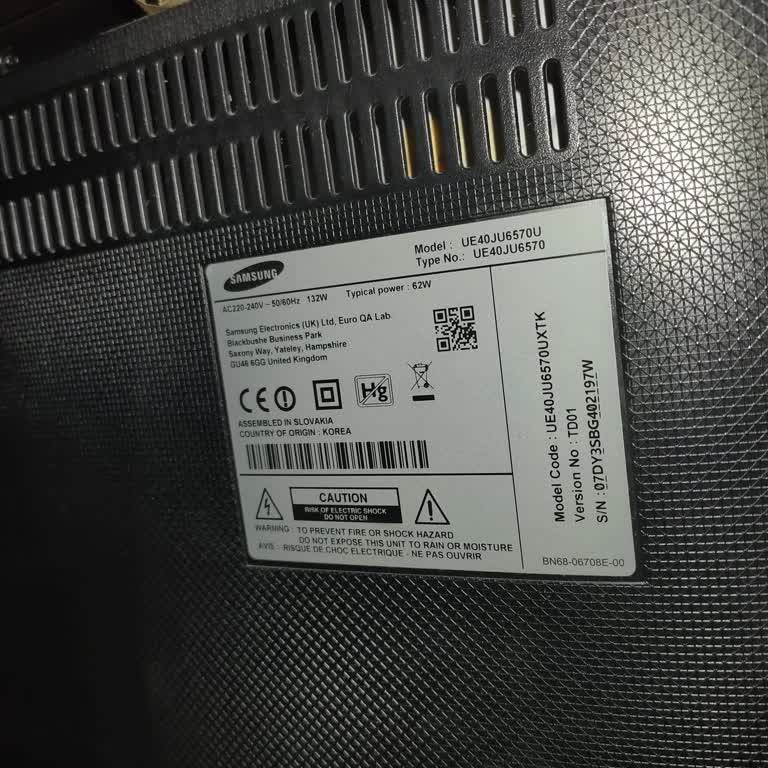 SAMSUNG
Model : UE40JU6570U
Type No.: UE40JU6570
AC220-240V ~ 50/60Hz 132W Typical power : 62W
Samsung Electronics (UK) Ltd, Euro QA Lab.
Blackbushe Business Park
Saxony Way, Yateley, Hampshire
GU46 6GG United Kingdom
CE
Hg
ASSEMBLED IN SLOVAKIA
COUNTRY OF ORIGIN : KOREA
CAUTION
RISK OF ELECTRIC SHOCK
DO NOT OPEN
WARNING : TO PREVENT FIRE OR SHOCK HAZARD
DO NOT EXPOSE THIS UNIT TO RAIN OR MOISTURE
AVIS : RISQUE DE CHOC ELECTRIQUE - NE PAS OUVRIR
Model Code : UE40JU6570UXTK
Version No : TD01
S/N : 07DY3SBG402197W
BN68-06708E-00